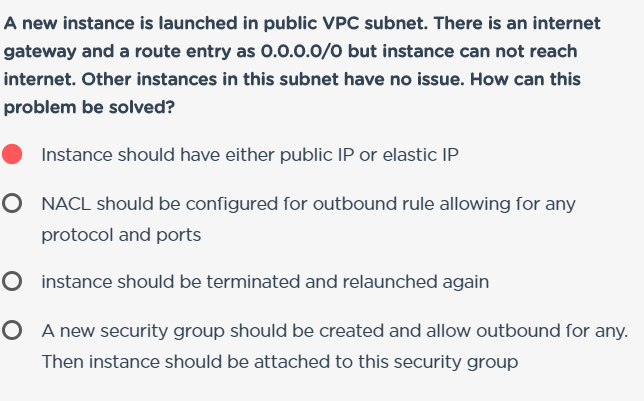 A new instance is launched in public VPC subnet. There is an internet
gateway and a route entry as 0.0.0.0/0 but instance can not reach
internet. Other instances in this subnet have no issue. How can this
problem be solved?
Instance should have either public IP or elastic IP
NACL should be configured for outbound rule allowing for any
protocol and ports
instance should be terminated and relaunched again
A new security group should be created and allow outbound for any.
Then instance should be attached to this security group